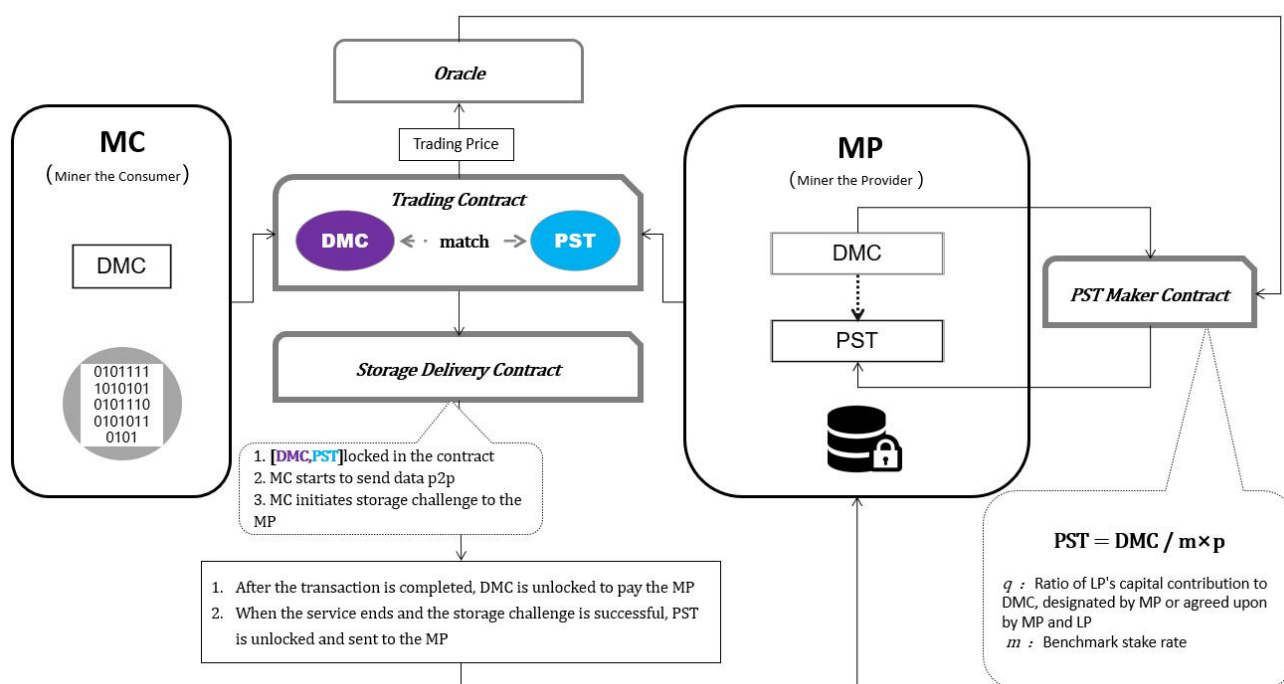 Oracle
Trading Price
MC
(Miner the Consumer)
DMC
0101111
1010101
0101110
0101011
0101
Trading Contract
DMC
match
PST
Storage Delivery Contract
1. [DMC,PST]locked in the contract
2. MC starts to send data p2p
3. MC initiates storage challenge to the
MP
1. After the transaction is completed, DMC is unlocked to pay the MP
2. When the service ends and the storage challenge is successful, PST
is unlocked and sent to the MP
MP
(Miner the Provider )
DMC
PST
PST Maker Contract
PST = DMC / m×p
q : Ratio of LP's capital contribution to
DMC, designated by MP or agreed upon
by MP and LP
m : Benchmark stake rate